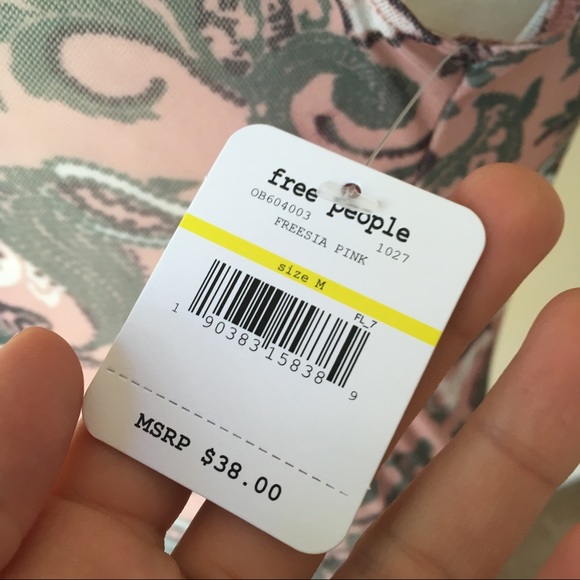 free people
OB604003 1027
FREESIA PINK
size M
FL_7
1 90383 15838 9
MSRP $38.00